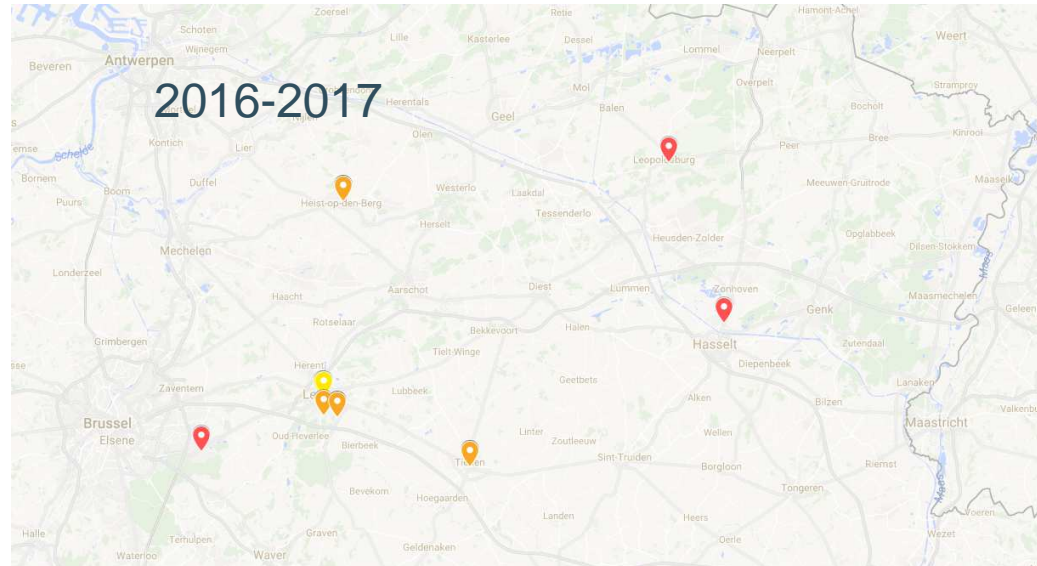 Zoersel
Retie
Hamont-Achel
Schoten
Lille
Kasterlee
Dessel
Weert
Wijnegem
Lommel
Neerpelt
Antwerpen
Beveren
Overpelt
Stramproy
2016-2017
Mol
Herentals
Balen
Bocholt
Geel
Olen
Kinrooi
Kontich
Lier
Peer
Bree
Schelde
Leopoldsburg
Bornem
Duffel
Boom
Westerlo
Laakdal
Meeuwen-Gruitrode
Maaseik
Puurs
Heist-op-den-Berg
Tessenderlo
Herselt
Opglabbeek
Heusden-Zolder
Dilsen-Stokkem
Mechelen
Maas
Londerzeel
Aarschot
Diest
Lummen
Zonhoven
Haacht
Maasmechelen
Genk
Geleen
Rotselaar
Bekkevoort
Halen
Grimbergen
Hasselt
Zutendaal
Tielt-Winge
Herent
Diepenbeek
Geetbets
Zaventem
Lubbeek
Lanaken
Alken
Bilzen
Brussel
Maastricht
Elsene
Oud-Heverlee
Bierbeek
Linter
Zoutleeuw
Wellen
Tienen
Sint-Truiden
Borgloon
Riemst
Bevekom
Hoegaarden
Tongeren
Maas
Landen
Heers
Voeren
Halle
Terhulpen
Graven
Geldenaken
Oerle
Wezet
Waterloo
Waver